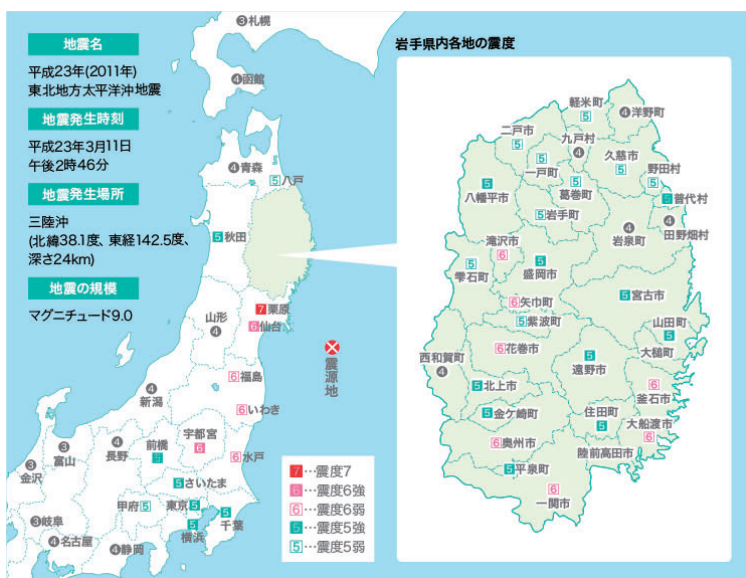 地震名
平成23年(2011年)
東北地方太平洋沖地震
地震発生時刻
平成23年3月11日
午後2時46分
地震発生場所
三陸沖
(北緯38.1度、東経142.5度、
深さ24km)
地震の規模
マグニチュード9.0
3札幌
4函館
4青森
5八戸
5秋田
7栗原
6仙台
山形
4
震源地
6福島
4
新潟
6いわき
宇都宮
6
6水戸
前橋
5
4
長野
3
富山
3
金沢
5さいたま
甲府5
東京5
5
横浜
5
千葉
3岐阜
4名古屋
4静岡
7…震度7
6…震度6強
6…震度6弱
5…震度5強
5…震度5弱
岩手県内各地の震度
軽米町
5
4洋野町
二戸市
5
九戸村
4
5
一戸町
久慈市
5
野田村
5
5
八幡平市
5
葛巻町
5普代村
4
田野畑村
5岩手町
4
岩泉町
滝沢市
6
5
雫石町
5
盛岡市
5宮古市
6矢巾町
5紫波町
山田町
5
大槌町
西和賀町
4
6花巻市
5
遠野市
6
釜石市
5北上市
5金ケ崎町
住田町
5
大船渡市
6
6奥州市
陸前高田市
5平泉町
6
一関市